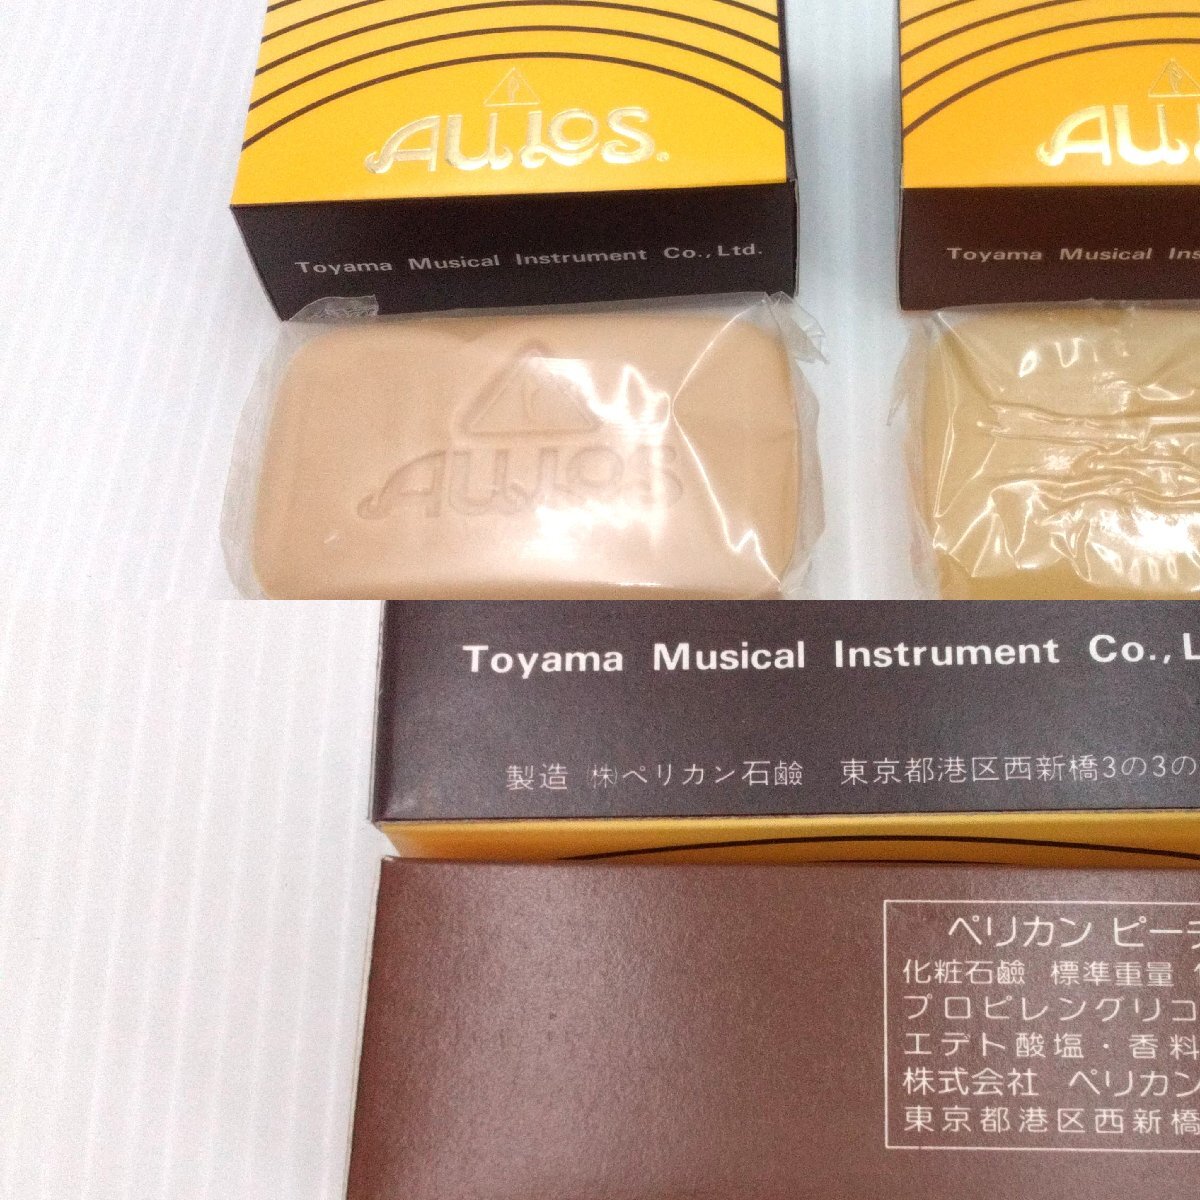 AULOS®
AUL
Toyama Musical Instrument Co., Ltd.
Toyama Musical Ins
AULOS
Toyama Musical Instrument Co., L
製造 ㈱ペリカン石鹼 東京都港区西新橋3の3の
ペリカン ピーチ
化粧石鹼 標準重量
プロピレングリコ
エデト酸塩・香料
株式会社 ペリカン
東京都港区西新橋